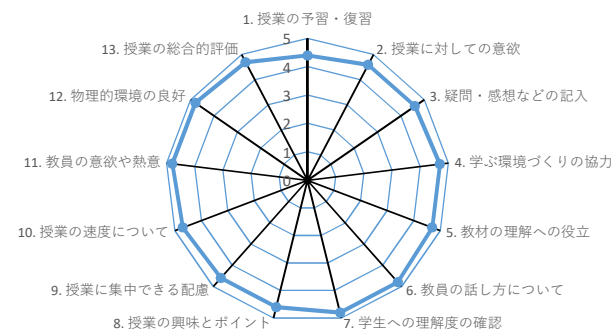 1. 授業の予習・復習
2. 授業に対しての意欲
3. 疑問・感想などの記入
4. 学ぶ環境づくりの協力
5. 教材の理解への役立
6. 教員の話し方について
7. 学生への理解度の確認
8. 授業の興味とポイント
9. 授業に集中できる配慮
10. 授業の速度について
11. 教員の意欲や熱意
12. 物理的環境の良好
13. 授業の総合的評価
5
4
3
2
1
0